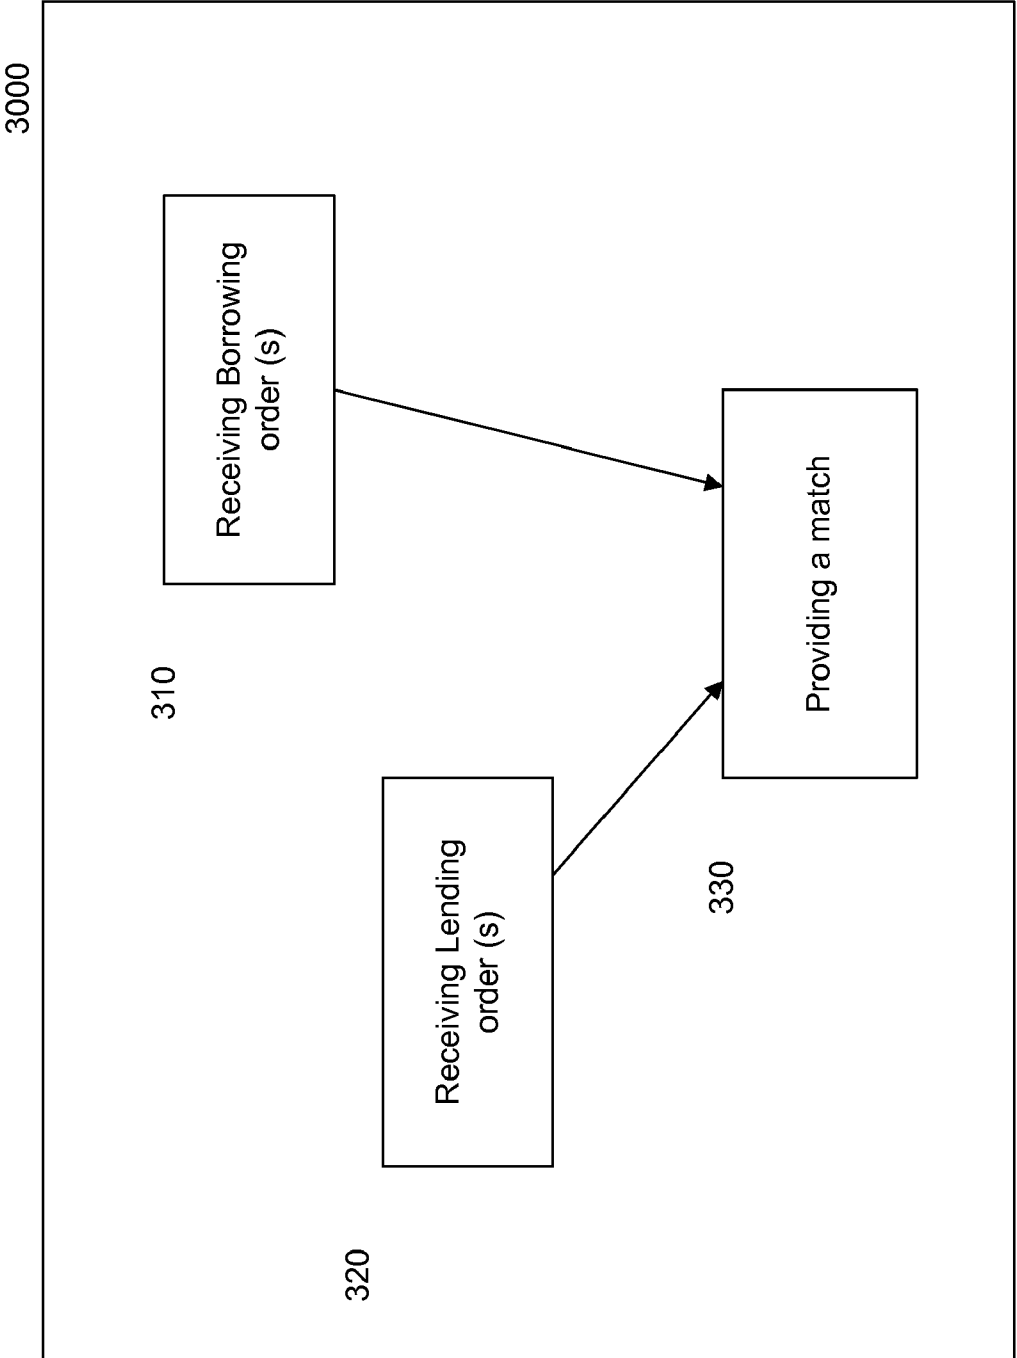 3000
Receiving Borrowing
order (s)
310
Receiving Lending
order (s)
320
Providing a match
330